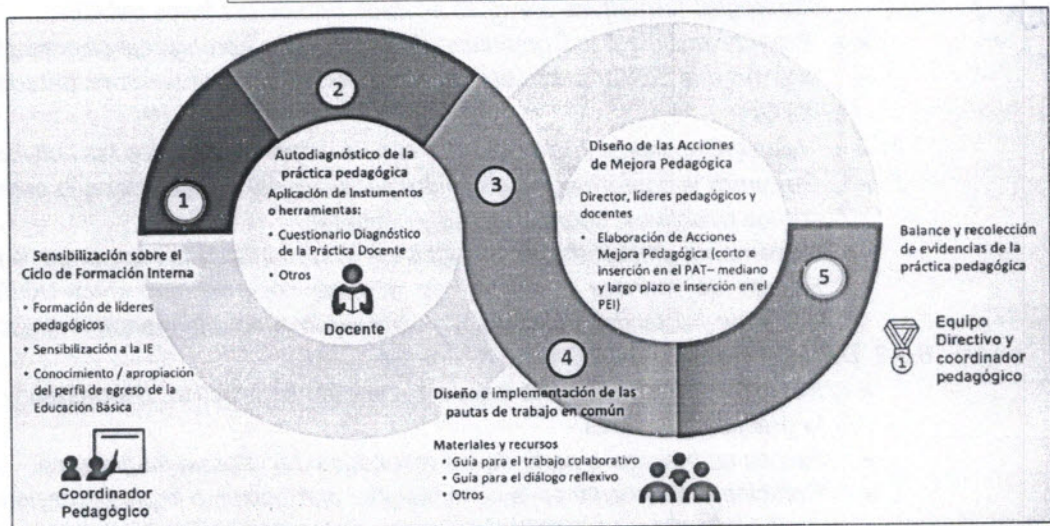 1
Sensibilización sobre el
Ciclo de Formación Interna
• Formación de líderes
pedagógicos
• Sensibilización a la IE
• Conocimiento / apropiación
del perfil de egreso de la
Educación Básica
Coordinador
Pedagógico
2
Autodiagnóstico de la
práctica pedagógica
Aplicación de Instrumentos
o herramientas:
• Cuestionario Diagnóstico
de la Práctica Docente
• Otros
Docente
3
Diseño de las Acciones
de Mejora Pedagógica
Director, líderes pedagógicos y
docentes
Elaboración de Acciones
Mejora Pedagógica (corto e
inserción en el PAT– mediano
y largo plazo e inserción en el
PEI)
4
Diseño e implementación de las
pautas de trabajo en común
Materiales y recursos
• Guía para el trabajo colaborativo
• Guía para el diálogo reflexivo
• Otros
5
Balance y recolección
de evidencias de la
práctica pedagógica
1
Equipo
Directivo y
coordinador
pedagógico